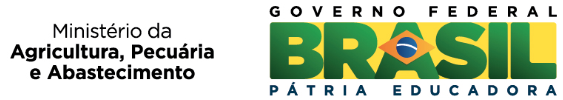 Ministério da
Agricultura, Pecuária
e Abastecimento
GOVERNO FEDERAL
BRASIL
PÁTRIA EDUCADORA